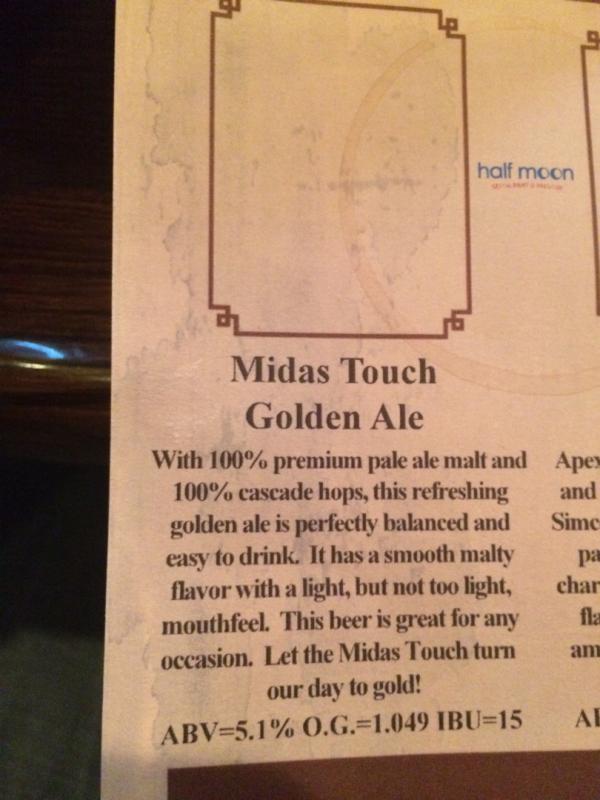 half moon
Midas Touch
Golden Ale
With 100% premium pale ale malt and
100% cascade hops, this refreshing
golden ale is perfectly balanced and
easy to drink. It has a smooth malty
flavor with a light, but not too light,
mouthfeel. This beer is great for any
occasion. Let the Midas Touch turn
our day to gold!
ABV=5.1% O.G.=1.049 IBU=15
and